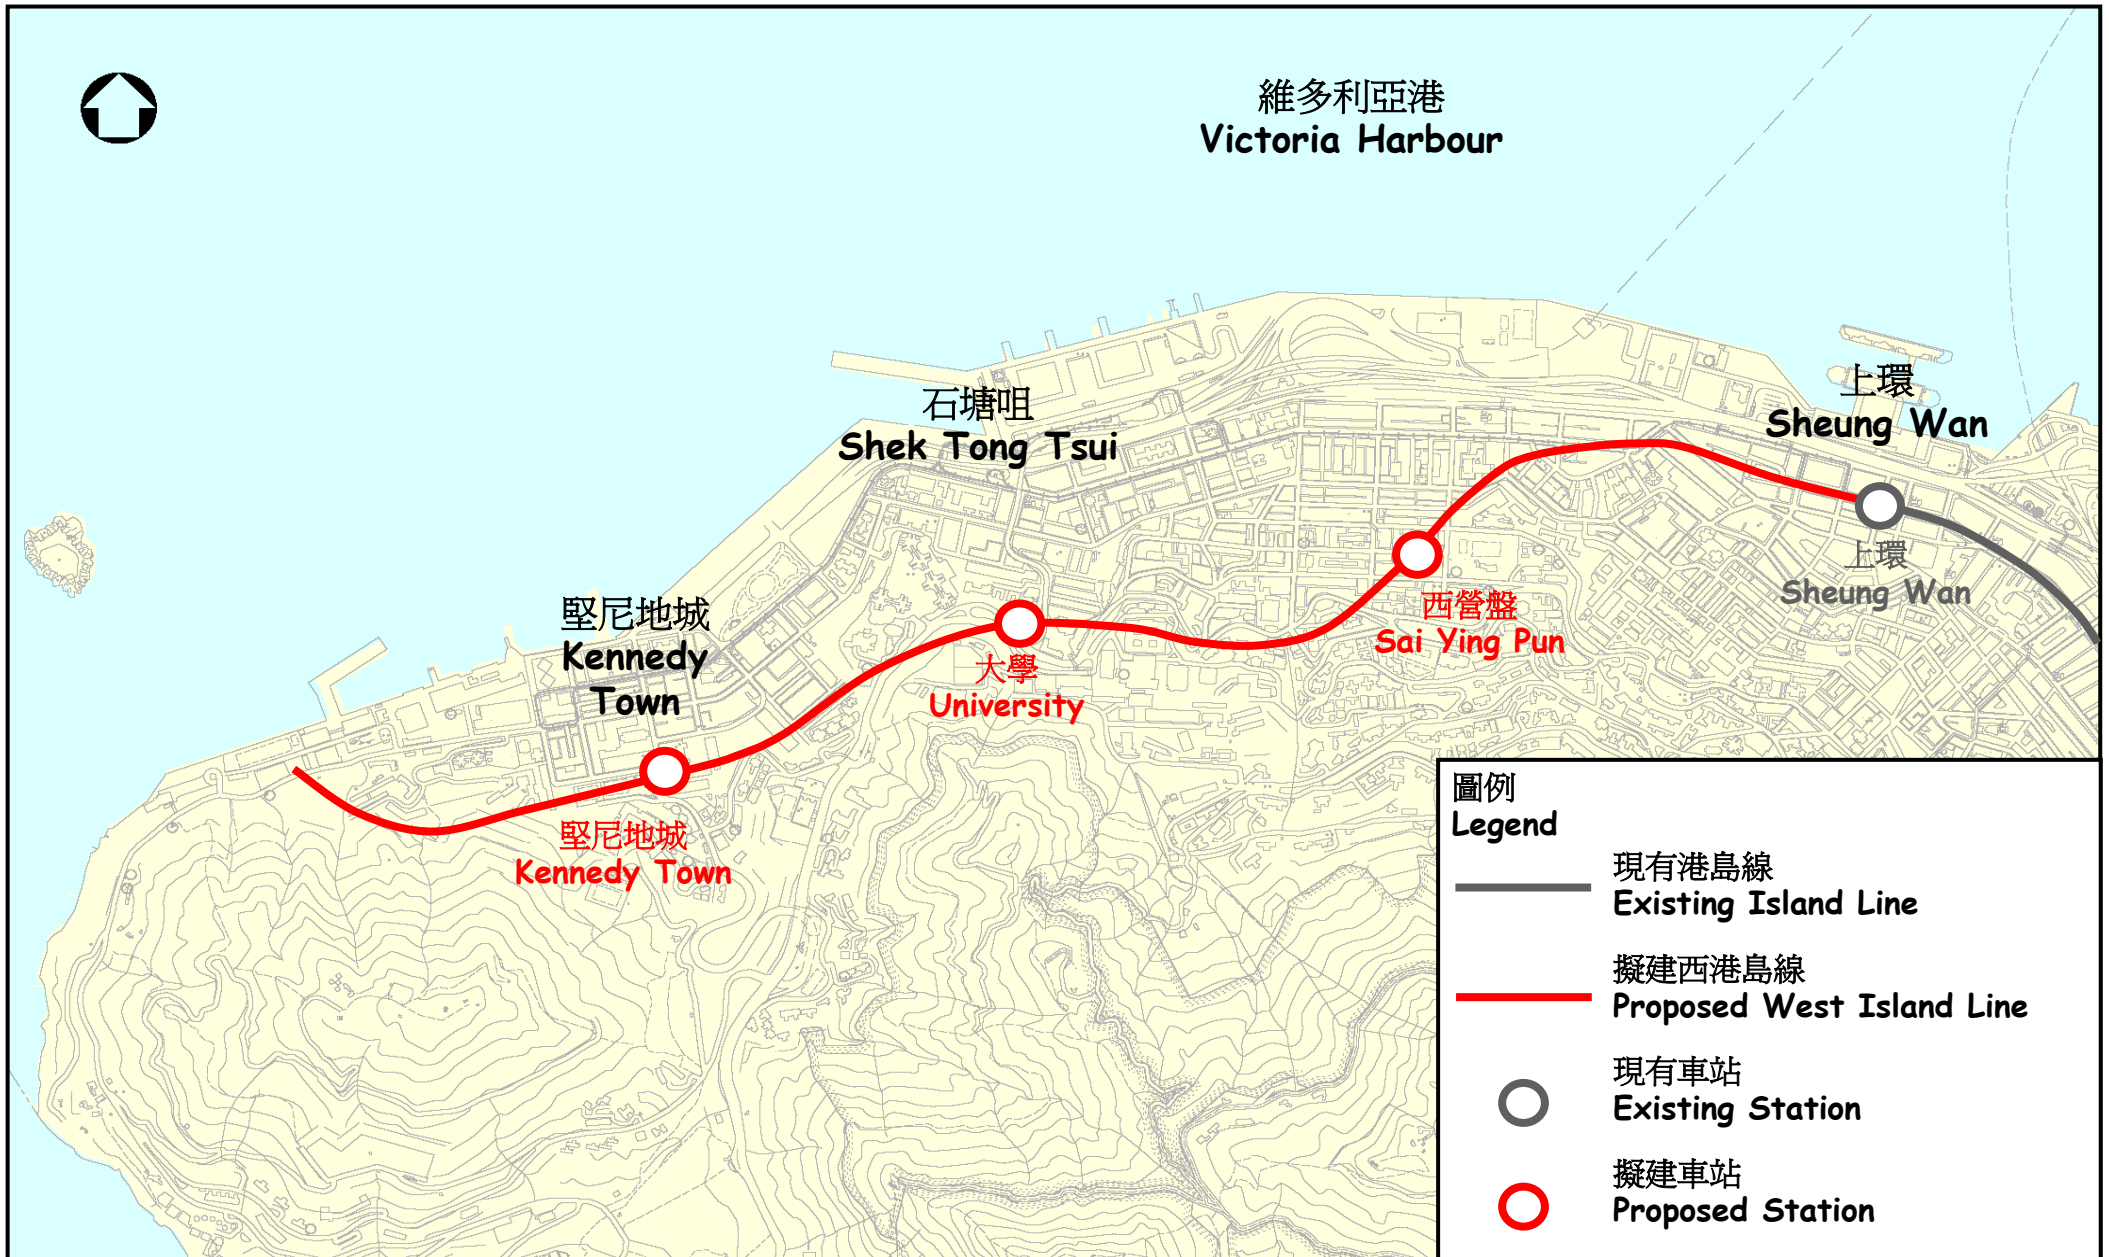 維多利亞港
Victoria Harbour
石塘咀
Shek Tong Tsui
上環
Sheung Wan
上環
Sheung Wan
西營盤
Sai Ying Pun
堅尼地城
Kennedy
Town
大學
University
堅尼地城
Kennedy Town
圖例
Legend
現有港島線
Existing Island Line
擬建西港島線
Proposed West Island Line
現有車站
Existing Station
擬建車站
Proposed Station